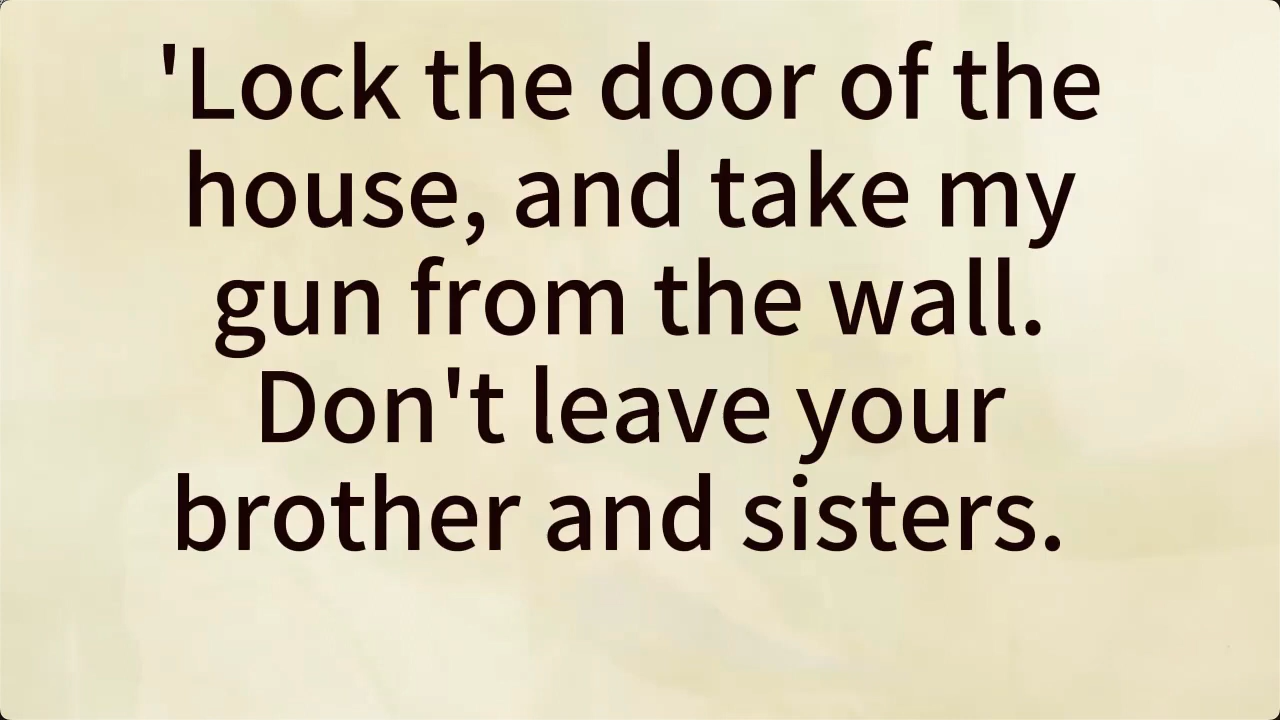 'Lock the door of the
house, and take my
gun from the wall.
Don't leave your
brother and sisters.